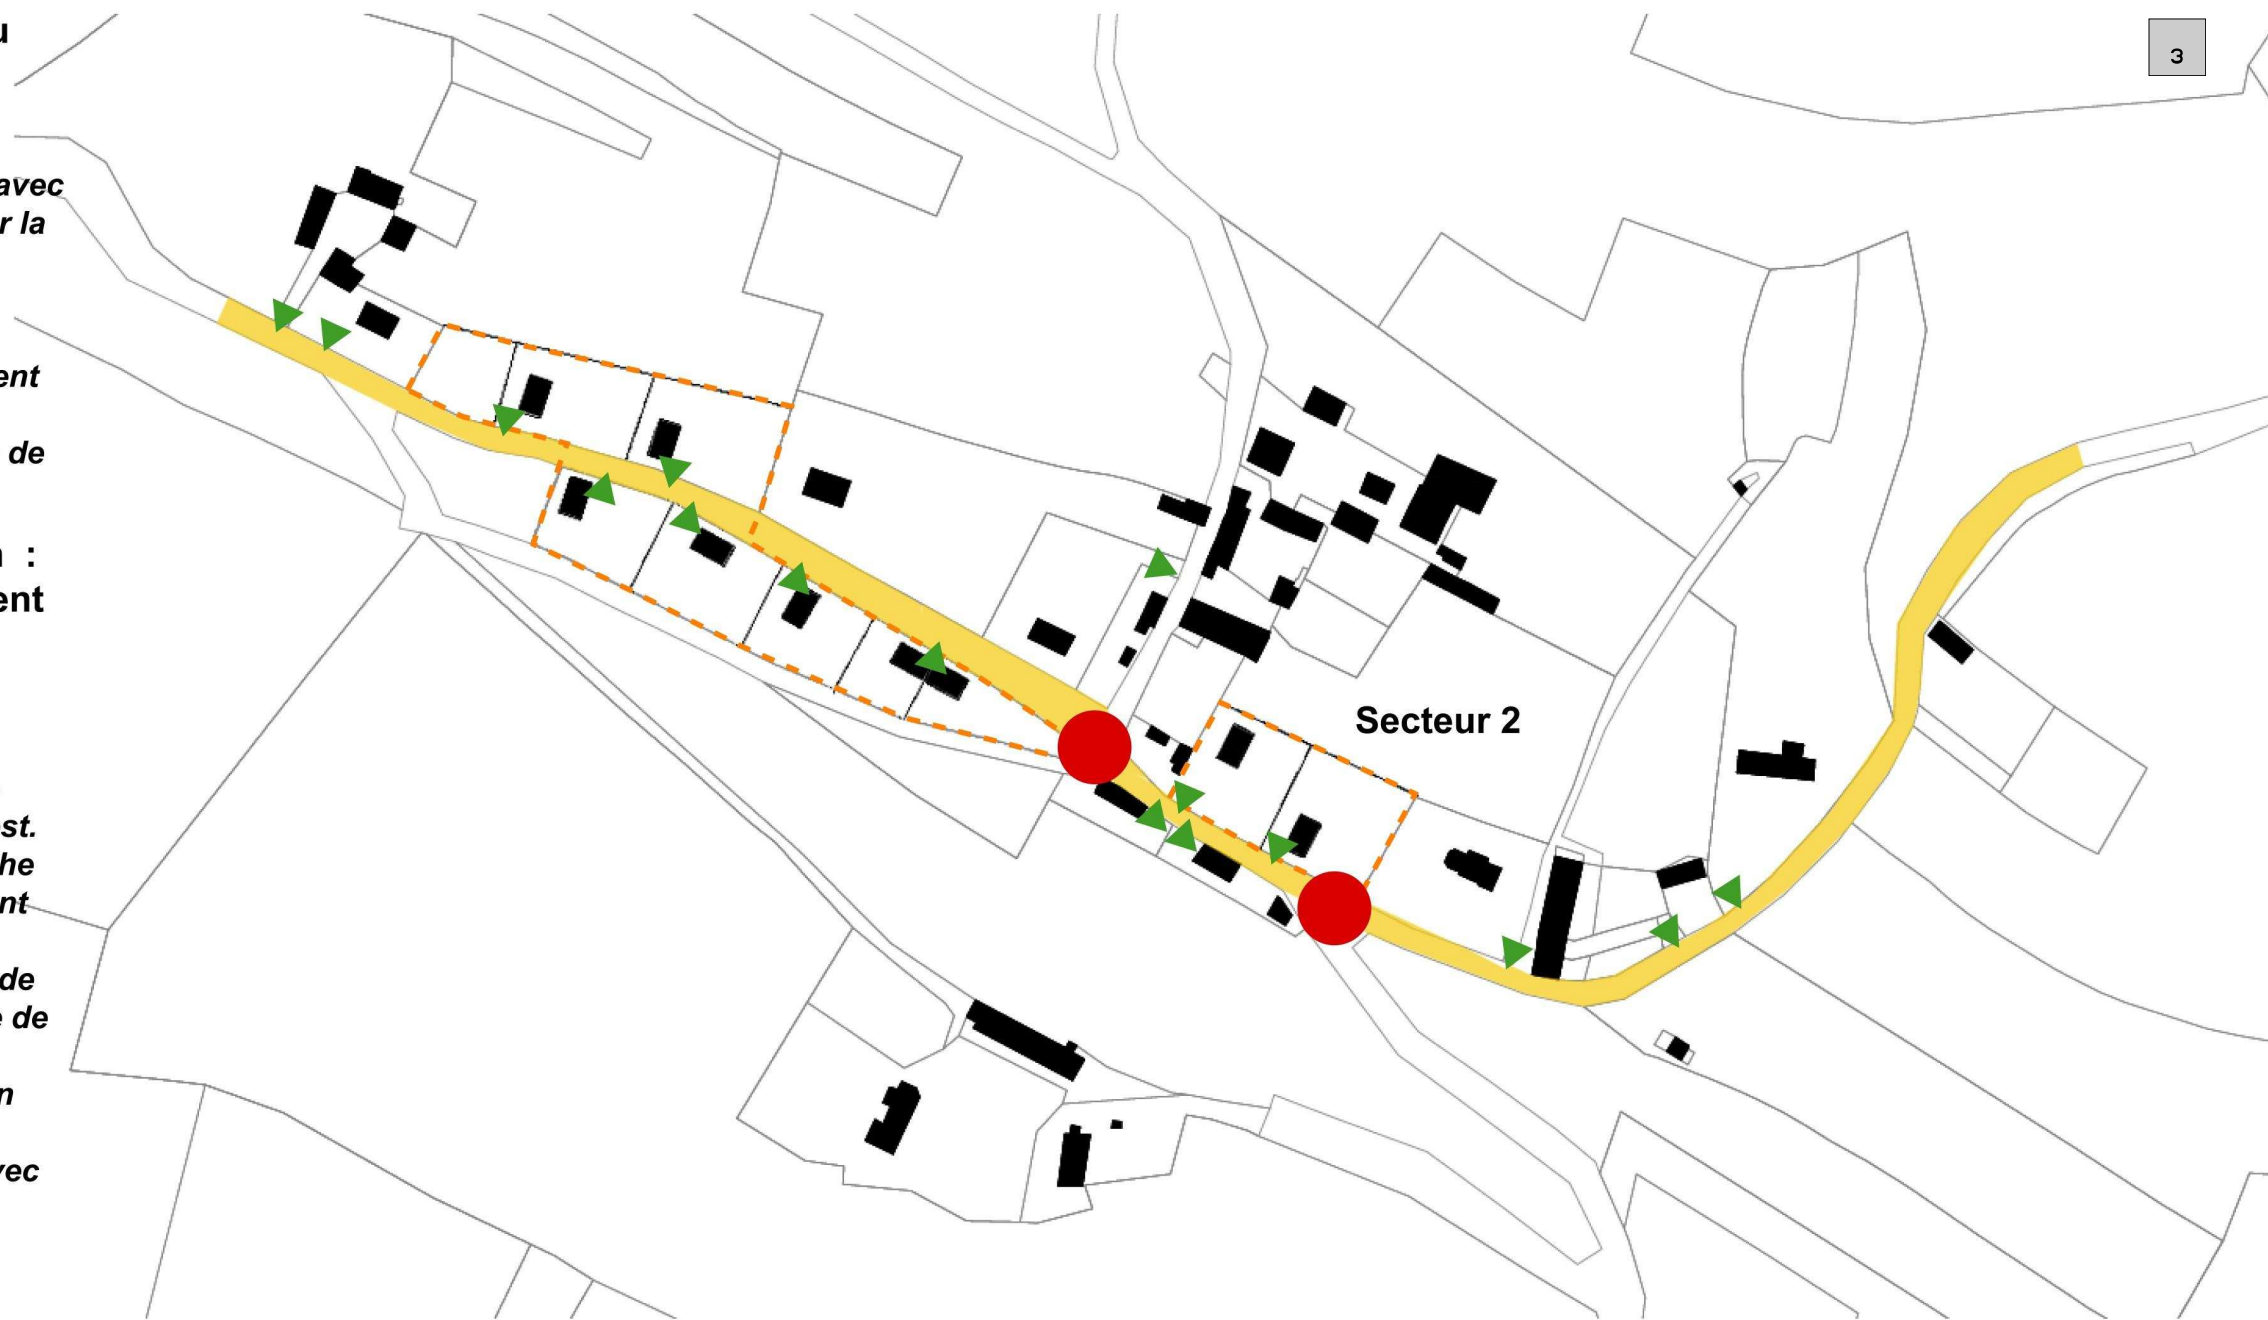 u
3
avec
r la
ent
de
n :
ent
Secteur 2
st.
he
nt
de
e de
n
vec